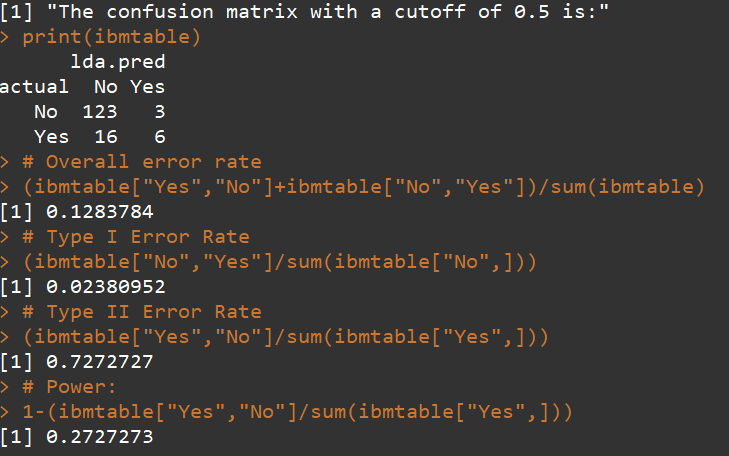 [1] "The confusion matrix with a cutoff of 0.5 is:"
> print(ibmtable)
      lda.pred
actual  No Yes
   No  123   3
   Yes  16   6
> # Overall error rate
> (ibmtable["Yes","No"]+ibmtable["No","Yes"])/sum(ibmtable)
[1] 0.1283784
> # Type I Error Rate
> (ibmtable["No","Yes"]/sum(ibmtable["No",]))
[1] 0.02380952
> # Type II Error Rate
> (ibmtable["Yes","No"]/sum(ibmtable["Yes",]))
[1] 0.7272727
> # Power:
> 1-(ibmtable["Yes","No"]/sum(ibmtable["Yes",]))
[1] 0.2727273